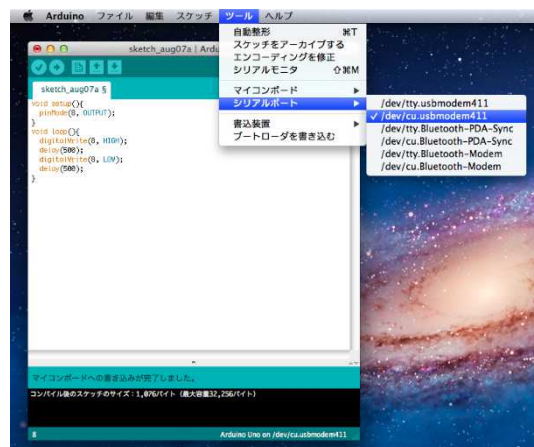 Arduino ファイル 編集 スケッチ ツール ヘルプ
sketch_aug07a | Ardu
自動整形 ⌘T
スケッチをアーカイブする
エンコーディングを修正
シリアルモニタ ⇧⌘M
マイコンボード ▶
シリアルポート ▶
書込装置 ▶
ブートローダを書き込む
/dev/tty.usbmodem411
✓ /dev/cu.usbmodem411
/dev/tty.Bluetooth-PDA-Sync
/dev/cu.Bluetooth-PDA-Sync
/dev/tty.Bluetooth-Modem
/dev/cu.Bluetooth-Modem
sketch_aug07a §
void setup(){
pinMode(8, OUTPUT);
}
void loop(){
digitalWrite(8, HIGH);
delay(500);
digitalWrite(8, LOW);
delay(500);
}
マイコンボードへの書き込みが完了しました。
コンパイル後のスケッチのサイズ：1,076バイト（最大容量32,256バイト）
8
Arduino Uno on /dev/cu.usbmodem411